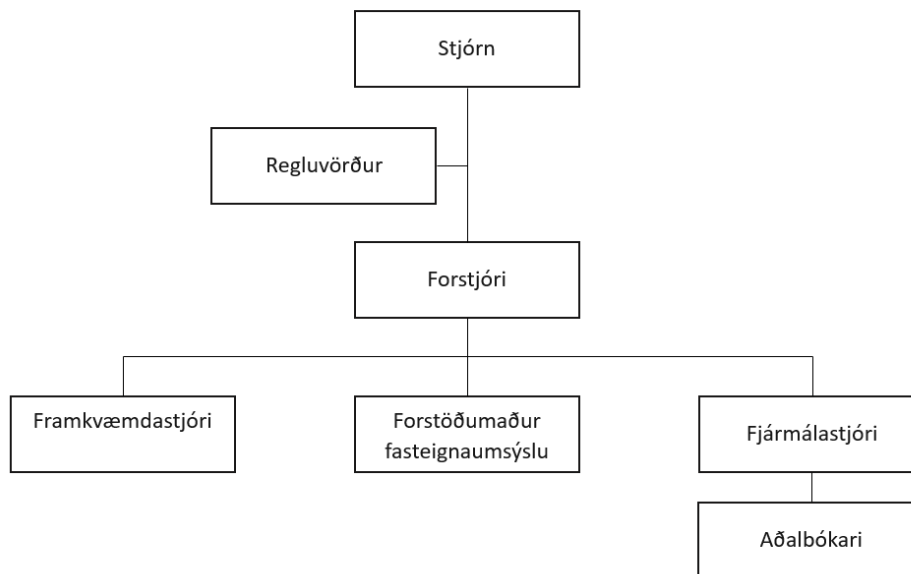 Stjórn
Regluvörður
Forstjóri
Framkvæmdastjóri
Forstöðumaður
fasteignaumsýslu
Fjármálastjóri
Aðalbókari